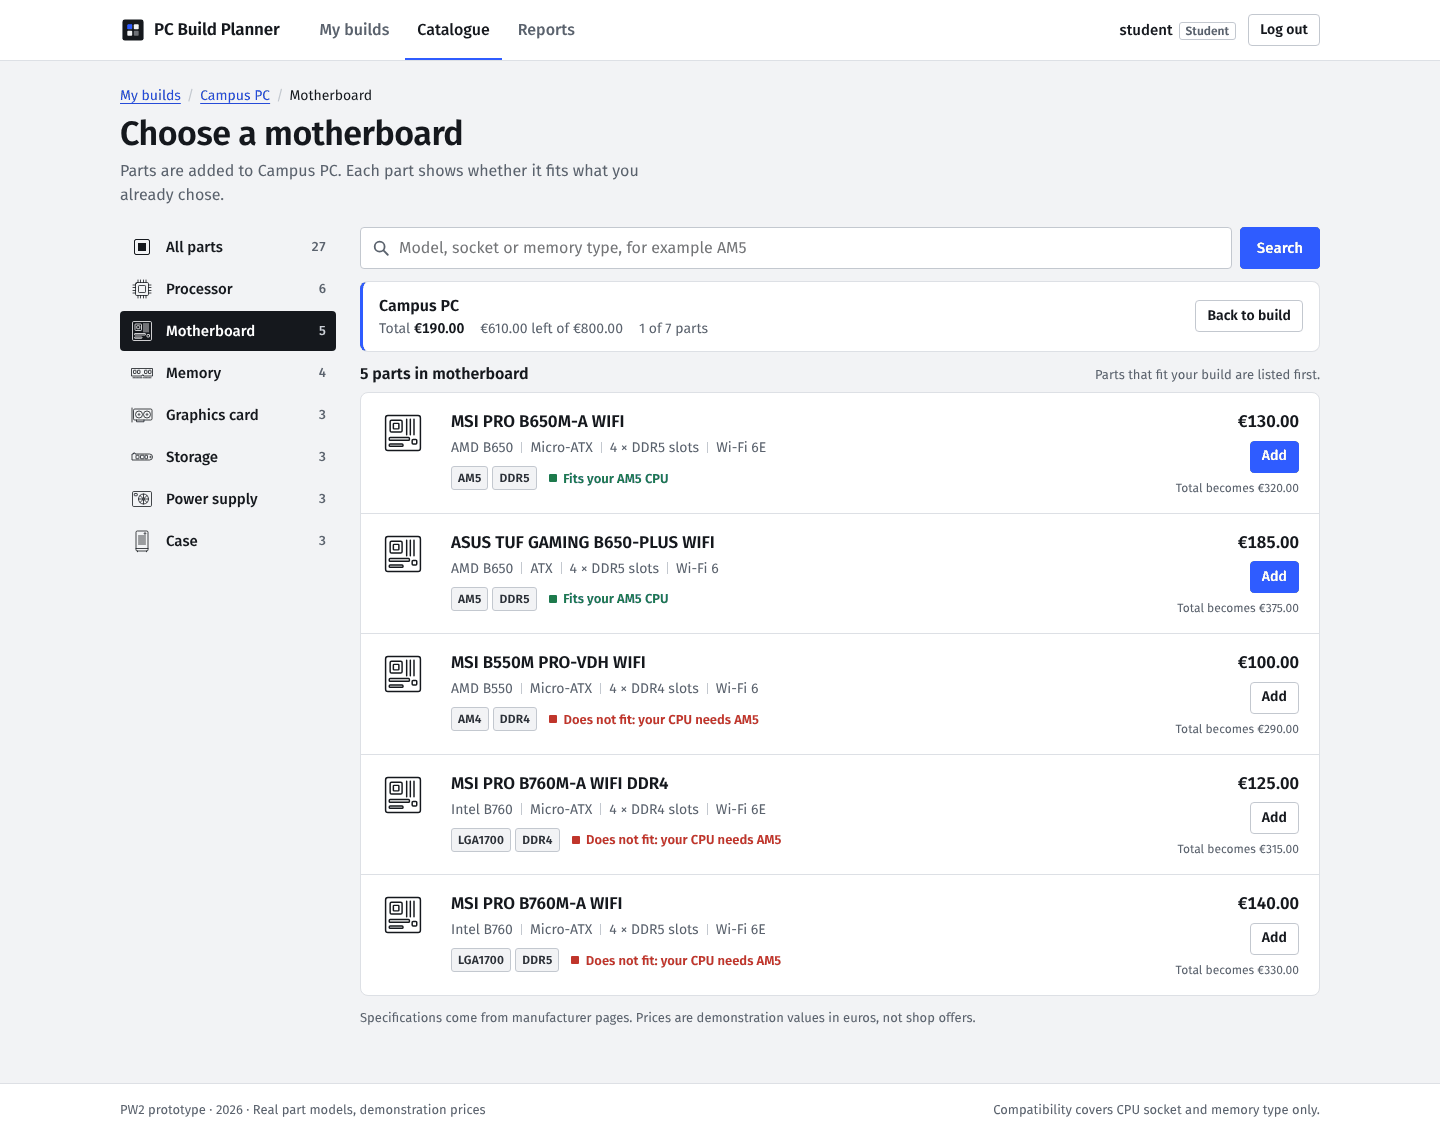 PC Build Planner
My builds
Catalogue
Reports
student
Student
Log out
My builds / Campus PC / Motherboard
Choose a motherboard
Parts are added to Campus PC. Each part shows whether it fits what you
already chose.
All parts 27
Processor 6
Motherboard 5
Memory 4
Graphics card 3
Storage 3
Power supply 3
Case 3
Model, socket or memory type, for example AM5
Search
Campus PC
Total €190.00 €610.00 left of €800.00 1 of 7 parts
Back to build
5 parts in motherboard
Parts that fit your build are listed first.
MSI PRO B650M-A WIFI
AMD B650 | Micro-ATX | 4 × DDR5 slots | Wi-Fi 6E
AM5 DDR5 Fits your AM5 CPU
€130.00
Add
Total becomes €320.00
ASUS TUF GAMING B650-PLUS WIFI
AMD B650 | ATX | 4 × DDR5 slots | Wi-Fi 6
AM5 DDR5 Fits your AM5 CPU
€185.00
Add
Total becomes €375.00
MSI B550M PRO-VDH WIFI
AMD B550 | Micro-ATX | 4 × DDR4 slots | Wi-Fi 6
AM4 DDR4 Does not fit: your CPU needs AM5
€100.00
Add
Total becomes €290.00
MSI PRO B760M-A WIFI DDR4
Intel B760 | Micro-ATX | 4 × DDR4 slots | Wi-Fi 6E
LGA1700 DDR4 Does not fit: your CPU needs AM5
€125.00
Add
Total becomes €315.00
MSI PRO B760M-A WIFI
Intel B760 | Micro-ATX | 4 × DDR5 slots | Wi-Fi 6E
LGA1700 DDR5 Does not fit: your CPU needs AM5
€140.00
Add
Total becomes €330.00
Specifications come from manufacturer pages. Prices are demonstration values in euros, not shop offers.
PW2 prototype · 2026 · Real part models, demonstration prices
Compatibility covers CPU socket and memory type only.